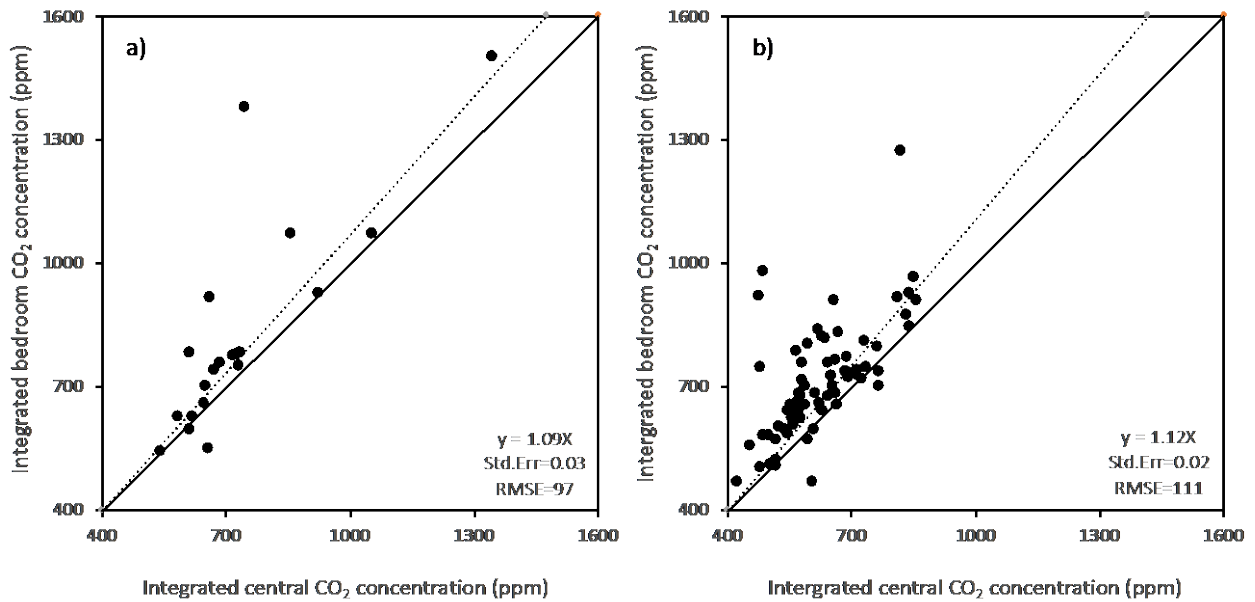 a)
Integrated bedroom CO₂ concentration (ppm)
1600
1300
1000
700
400
400 700 1000 1300 1600
y = 1.09X
Std.Err=0.03
RMSE=97
Integrated central CO₂ concentration (ppm)
b)
Intergrated bedroom CO₂ concentration (ppm)
1600
1300
1000
700
400
400 700 1000 1300 1600
y = 1.12X
Std.Err=0.02
RMSE=111
Integrated central CO₂ concentration (ppm)